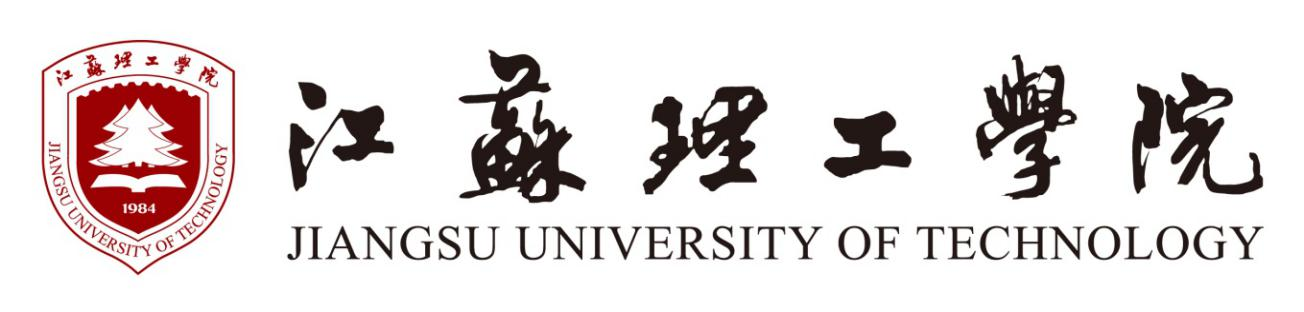 江蘇理工學院
JIANGSU UNIVERSITY OF TECHNOLOGY
1984
江蘇理工學院
JIANGSU UNIVERSITY OF TECHNOLOGY